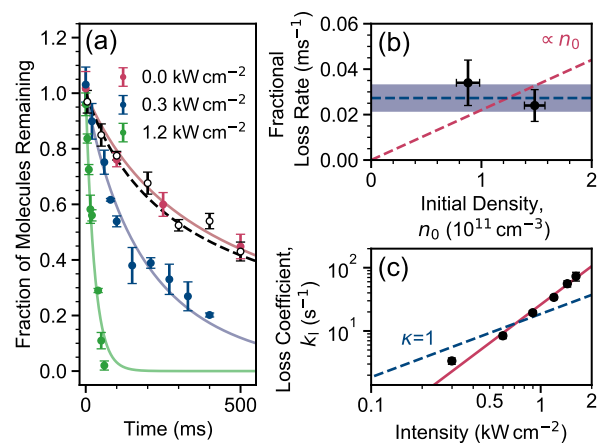 (a)
0.0 kW cm⁻²
0.3 kW cm⁻²
1.2 kW cm⁻²
Fraction of Molecules Remaining
1.2
1.0
0.8
0.6
0.4
0.2
0.0
0
500
Time (ms)
(b)
∝ n₀
Fractional
Loss Rate (ms⁻¹)
0.06
0.04
0.02
0.00
0
1
2
Initial Density,
n₀ (10¹¹ cm⁻³)
(c)
κ=1
Loss Coefficient,
kₗ (s⁻¹)
10²
10¹
0.1
0.3
0.6
1
2
Intensity (kW cm⁻²)